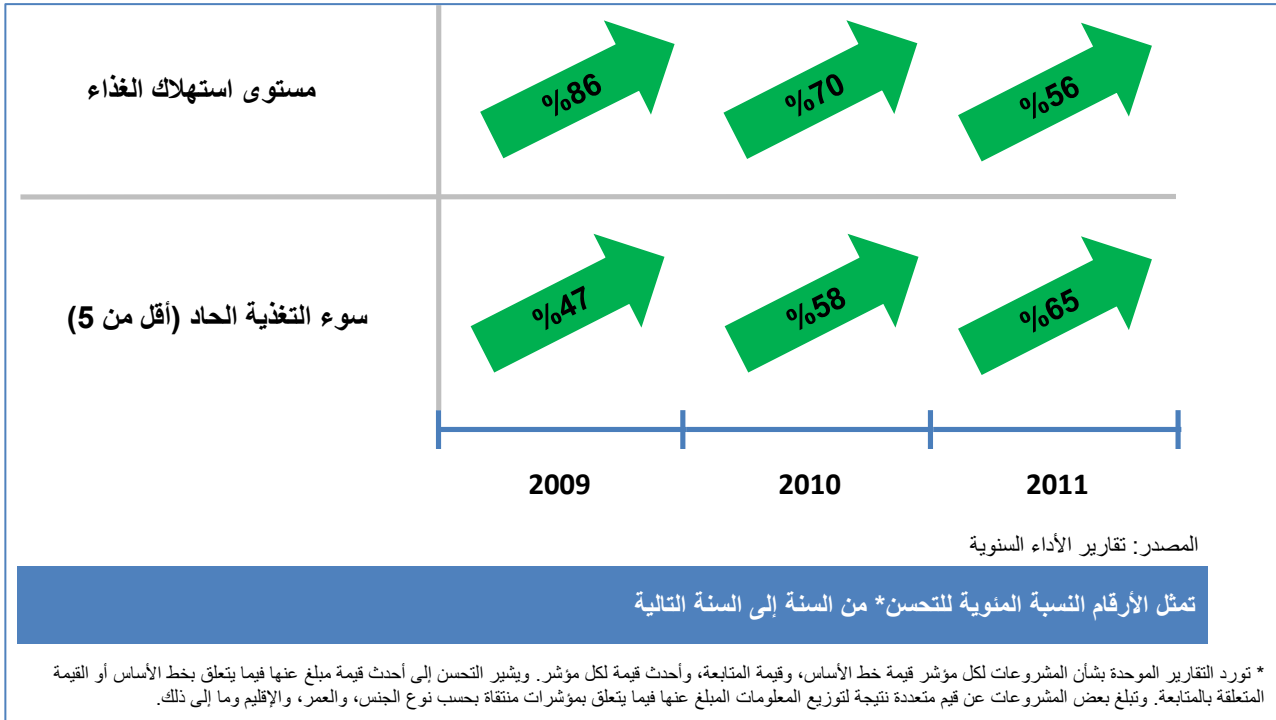 مستوى استهلاك الغذاء
%86
%70
%56
سوء التغذية الحاد (أقل من 5)
%47
%58
%65
2009
2010
2011
المصدر: تقارير الأداء السنوية
تمثل الأرقام النسبة المئوية للتحسن* من السنة إلى السنة التالية
* تورد التقارير الموحدة بشأن المشروعات لكل مؤشر قيمة خط الأساس، وقيمة المتابعة، وأحدث قيمة لكل مؤشر. ويشير التحسن إلى أحدث قيمة مبلغ عنها فيما يتعلق بخط الأساس أو القيمة
المتعلقة بالمتابعة. وتبلغ بعض المشروعات عن قيم متعددة نتيجة لتوزيع المعلومات المبلغ عنها فيما يتعلق بمؤشرات منتقاة بحسب نوع الجنس، والعمر، والإقليم وما إلى ذلك.